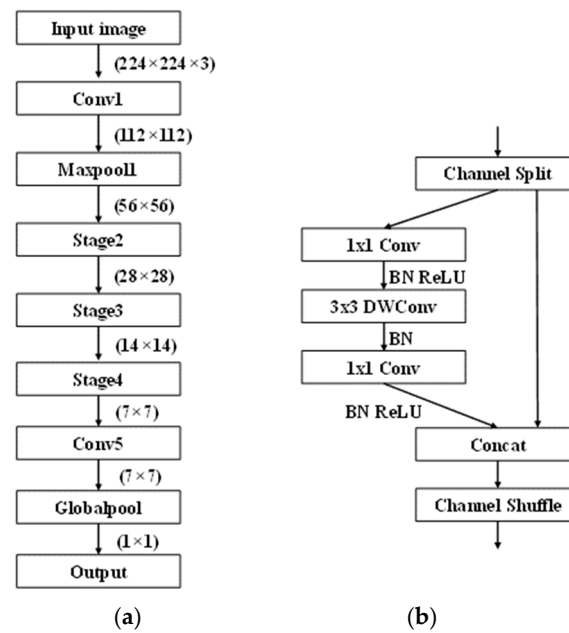 Input image
(224×224×3)
Conv1
(112×112)
Maxpool1
(56×56)
Stage2
(28×28)
Stage3
(14×14)
Stage4
(7×7)
Conv5
(7×7)
Globalpool
(1×1)
Output
(a)
Channel Split
1x1 Conv
BN ReLU
3x3 DWConv
BN
1x1 Conv
BN ReLU
Concat
Channel Shuffle
(b)